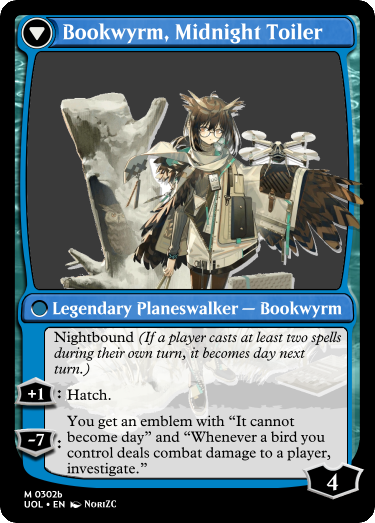 Bookwyrm, Midnight Toiler
Legendary Planeswalker — Bookwyrm
Nightbound (If a player casts at least two spells
during their own turn, it becomes day next
turn.)
+1: Hatch.
You get an emblem with “It cannot
-7: become day” and “Whenever a bird you
control deals combat damage to a player,
investigate.”
4
M 0302b
UOL • EN NoriZC